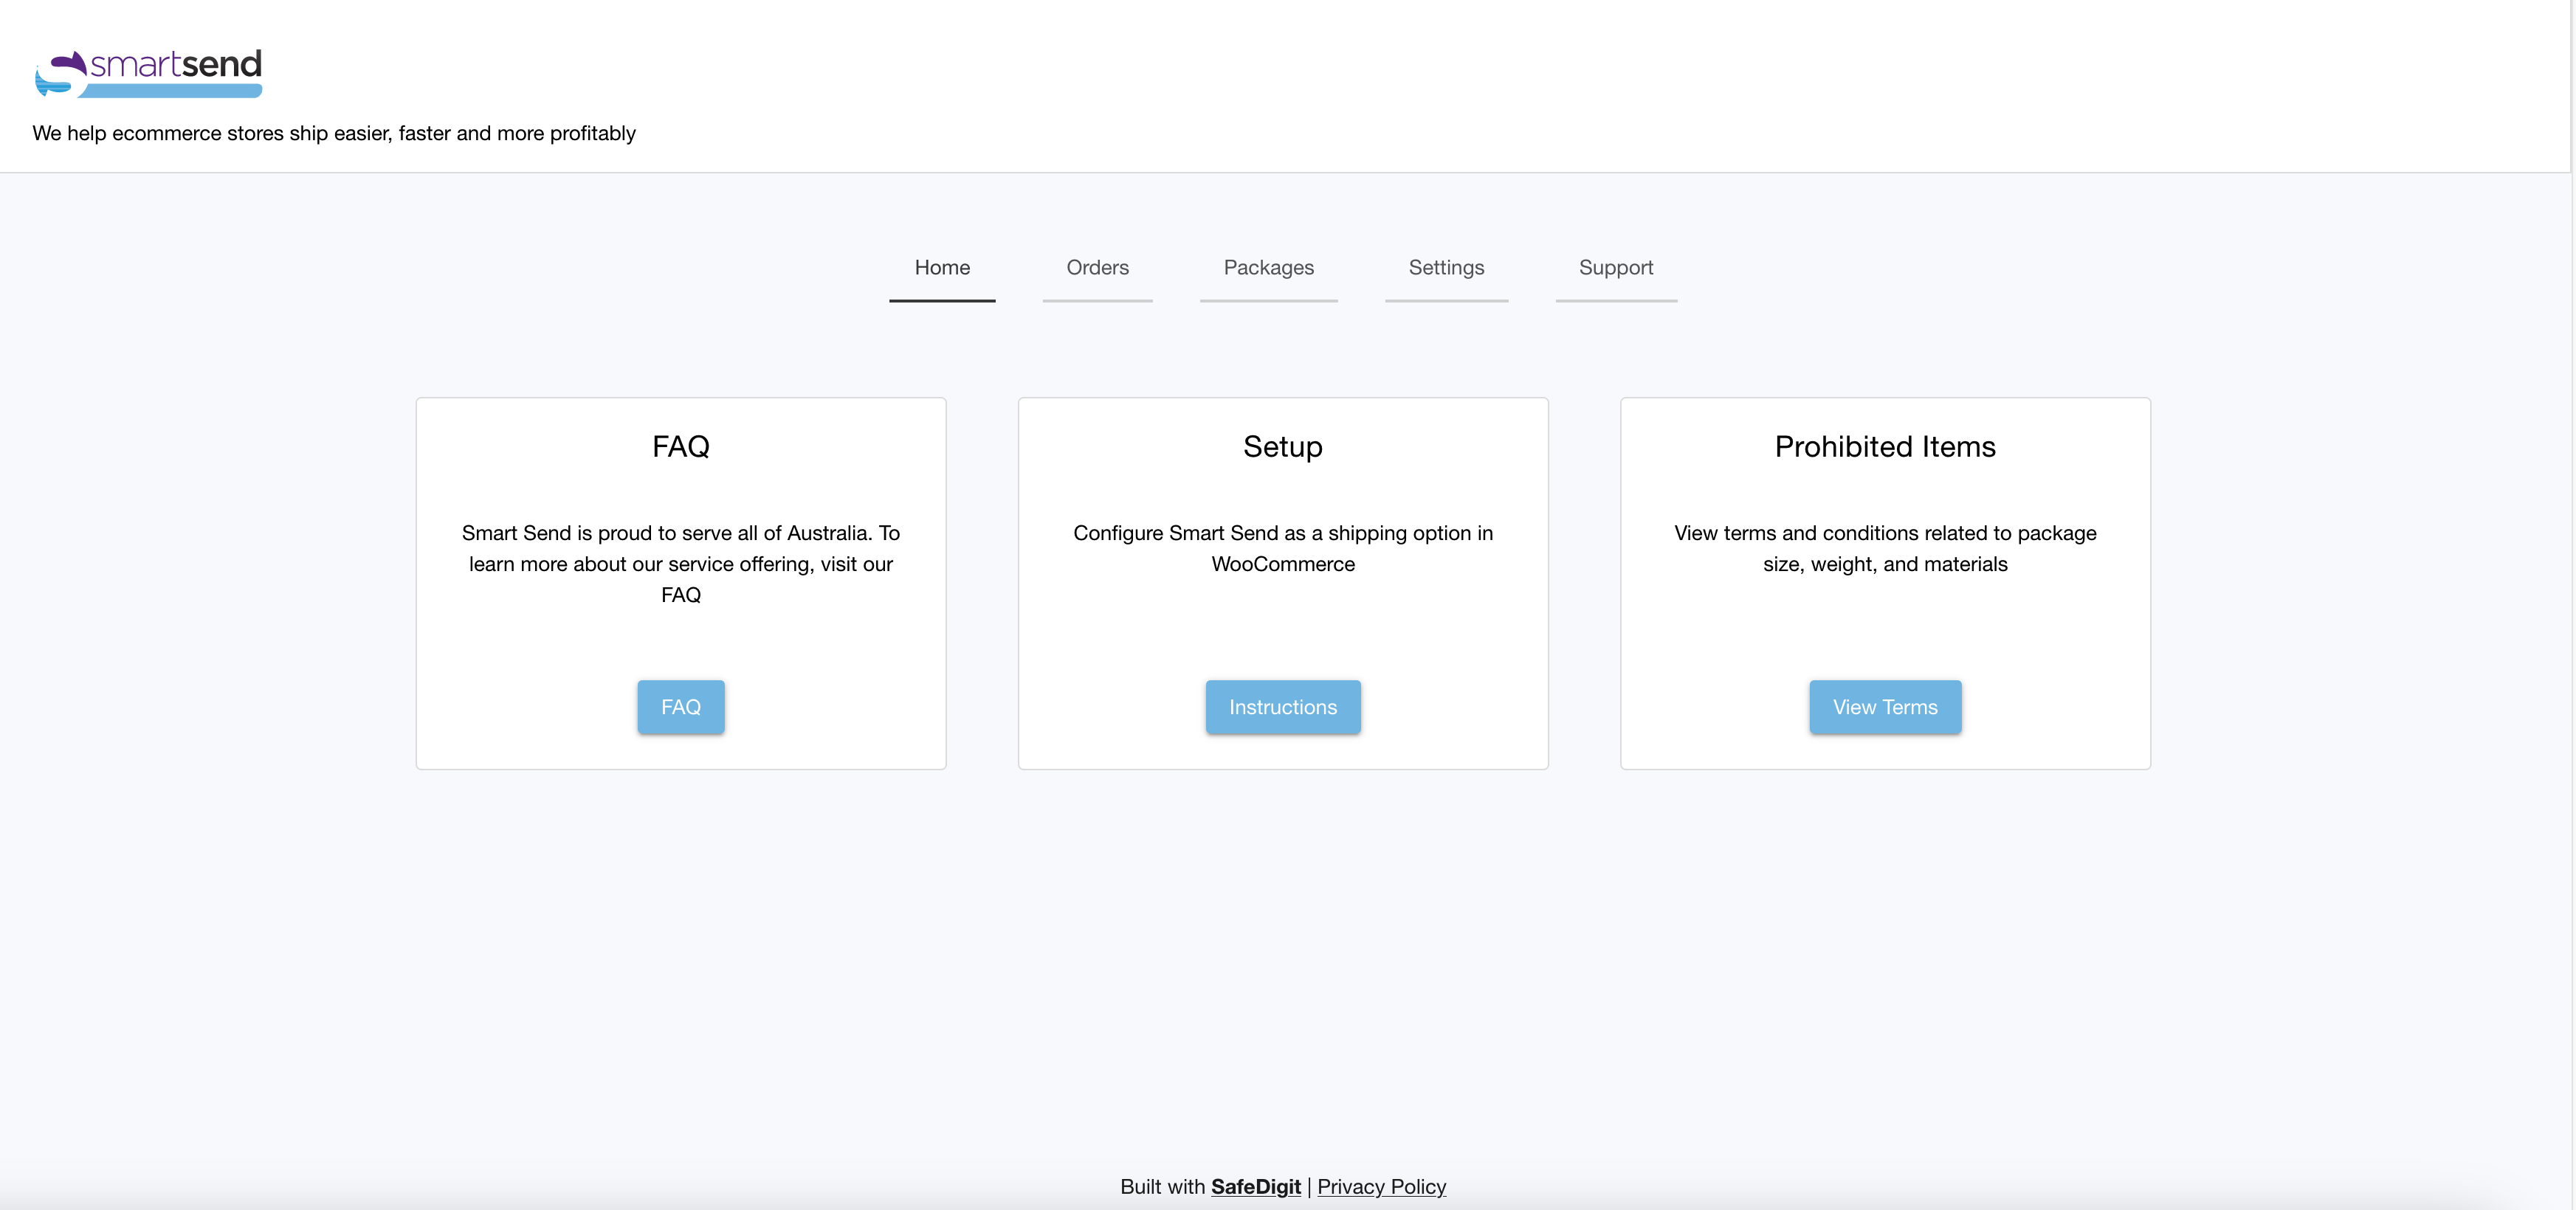 smartsend
We help ecommerce stores ship easier, faster and more profitably
Home Orders Packages Settings Support
FAQ
Smart Send is proud to serve all of Australia. To
learn more about our service offering, visit our
FAQ
FAQ
Setup
Configure Smart Send as a shipping option in
WooCommerce
Instructions
Prohibited Items
View terms and conditions related to package
size, weight, and materials
View Terms
Built with SafeDigit | Privacy Policy